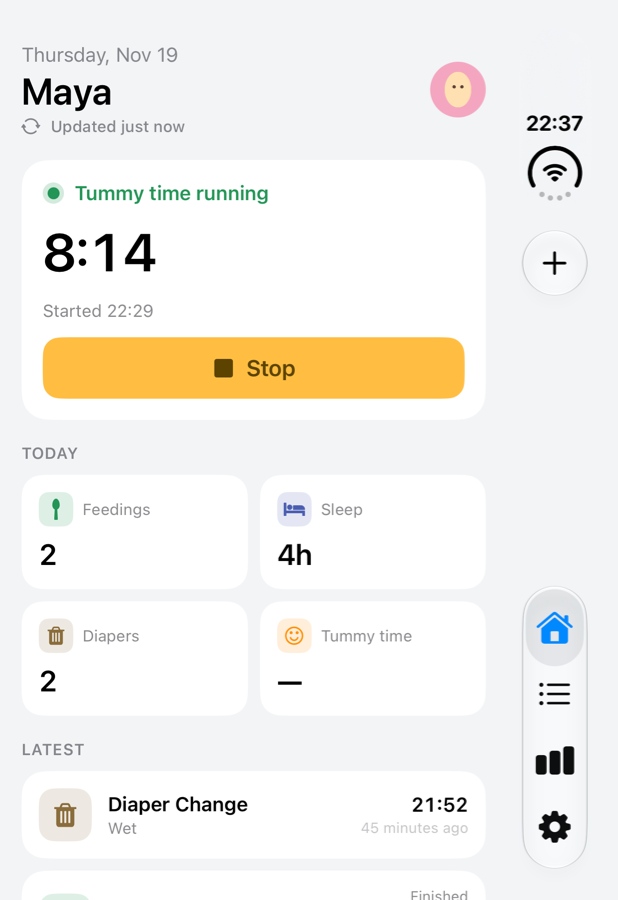 Thursday, Nov 19
Maya
Updated just now
22:37
Tummy time running
8:14
Started 22:29
Stop
TODAY
Feedings
2
Sleep
4h
Diapers
2
Tummy time
—
LATEST
Diaper Change
21:52
Wet
45 minutes ago
Finished